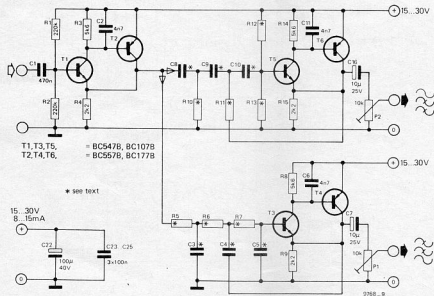 15...30V
R1
220k
R3
5k6
C2
4n7
T2
C1
470n
T1
R2
220k
R4
2k2
C8
*
C9
*
C10
*
R10
*
R11
*
R12
*
R13
*
R14
5k6
C11
4n7
T6
T5
R15
2k2
C16
10µ
25V
10k
P2
0
T1,T3,T5, = BC547B, BC107B
T2,T4,T6, = BC557B, BC177B
* see text
15...30V
R8
5k6
C6
4n7
T4
R5
*
R6
*
R7
*
T3
C3
*
C4
*
C5
*
R9
2k2
C7
10µ
25V
10k
P1
0
15...30V
8...15mA
C22
100µ
40V
C23
C25
3x100n
0
9768_9